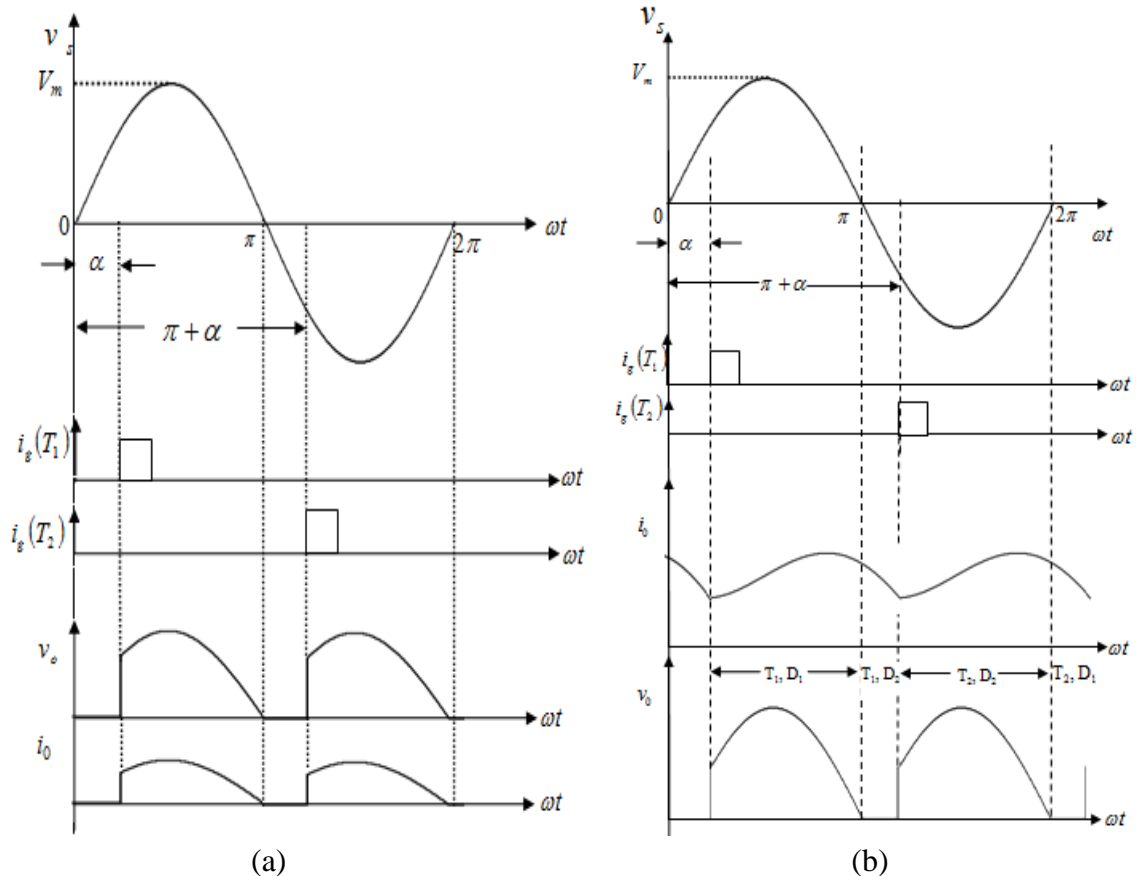 v_s
V_m
0
π
2π
ωt
α
π + α
i_g(T_1)
ωt
i_g(T_2)
ωt
v_o
ωt
i_0
ωt
(a)
v_s
V_m
0
π
2π
ωt
α
π + α
i_g(T_1)
ωt
i_g(T_2)
ωt
i_0
ωt
T_1, D_1
T_1, D_2
T_2, D_2
T_2, D_1
v_0
ωt
(b)